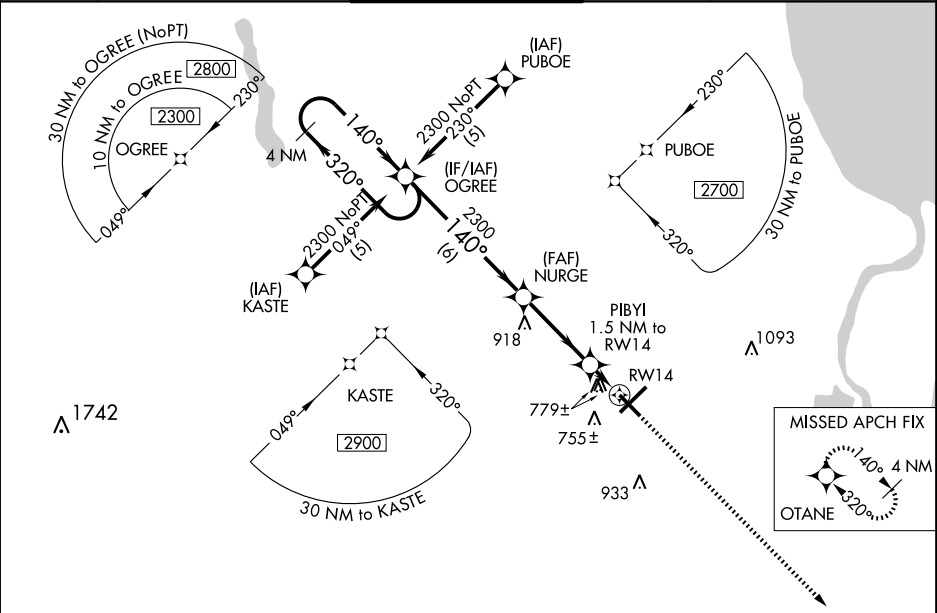 30 NM to OGREE (NoPT)
2800
230°
10 NM to OGREE
2300
OGREE
049°
4 NM
140°
320°
(IAF)
PUBOE
2300 NoPT
230°
(5)
(IF/IAF)
OGREE
2300 NoPT
049°
(5)
(IAF)
KASTE
2300
140°
(6)
(FAF)
NURGE
918
PIBYI
1.5 NM to
RW14
RW14
779±
755±
933
1093
1742
230°
PUBOE
2700
320°
30 NM to PUBOE
KASTE
049°
320°
2900
30 NM to KASTE
MISSED APCH FIX
140°
4 NM
320°
OTANE